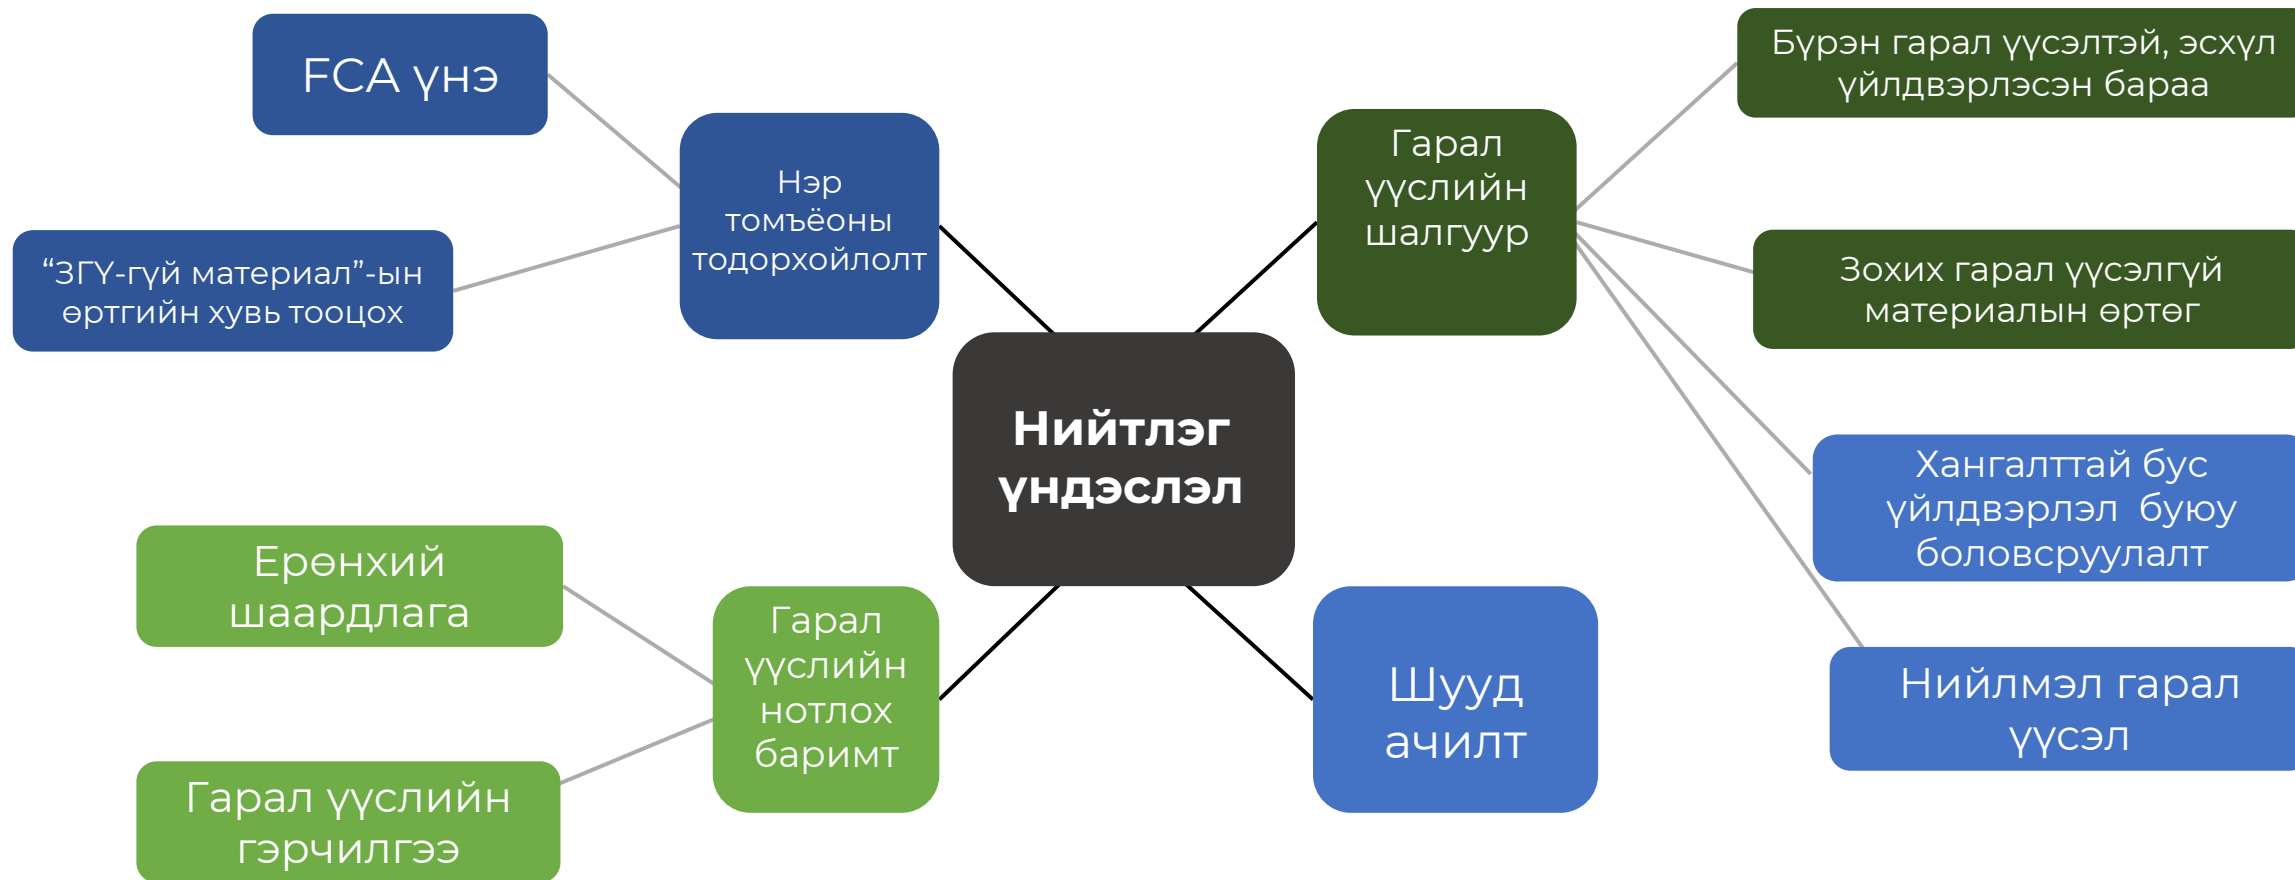 FCA үнэ
“ЗГҮ-гүй материал”-ын
өртгийн хувь тооцох
Нэр
томъёоны
тодорхойлолт
Гарал
үүслийн
шалгуур
Бүрэн гарал үүсэлтэй, эсхүл
үйлдвэрлэсэн бараа
Зохих гарал үүсэлгүй
материалын өртөг
Хангалттай бус
үйлдвэрлэл  буюу
боловсруулалт
Нийлмэл гарал
үүсэл
Нийтлэг
үндэслэл
Ерөнхий
шаардлага
Гарал үүслийн
гэрчилгээ
Гарал
үүслийн
нотлох
баримт
Шууд
ачилт